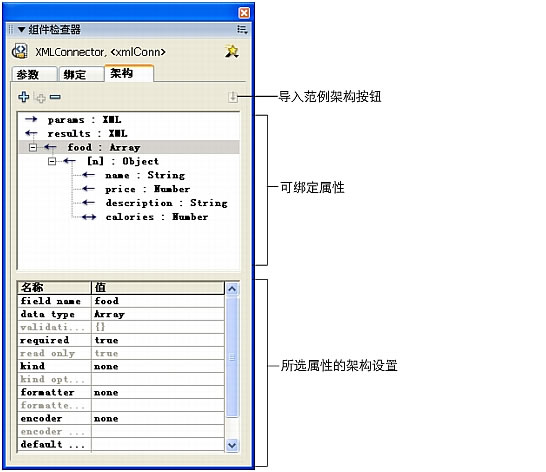 组件检查器
XMLConnector, <xmlConn>
参数 绑定 架构
导入范例架构按钮
params : XML
results : XML
food : Array
[n] : Object
name : String
price : Number
description : String
calories : Number
可绑定属性
名称 值
field name food
data type Array
validati... {}
required true
read only true
kind none
kind opt...
formatter none
formatte...
encoder none
encoder ...
default ...
所选属性的架构设置